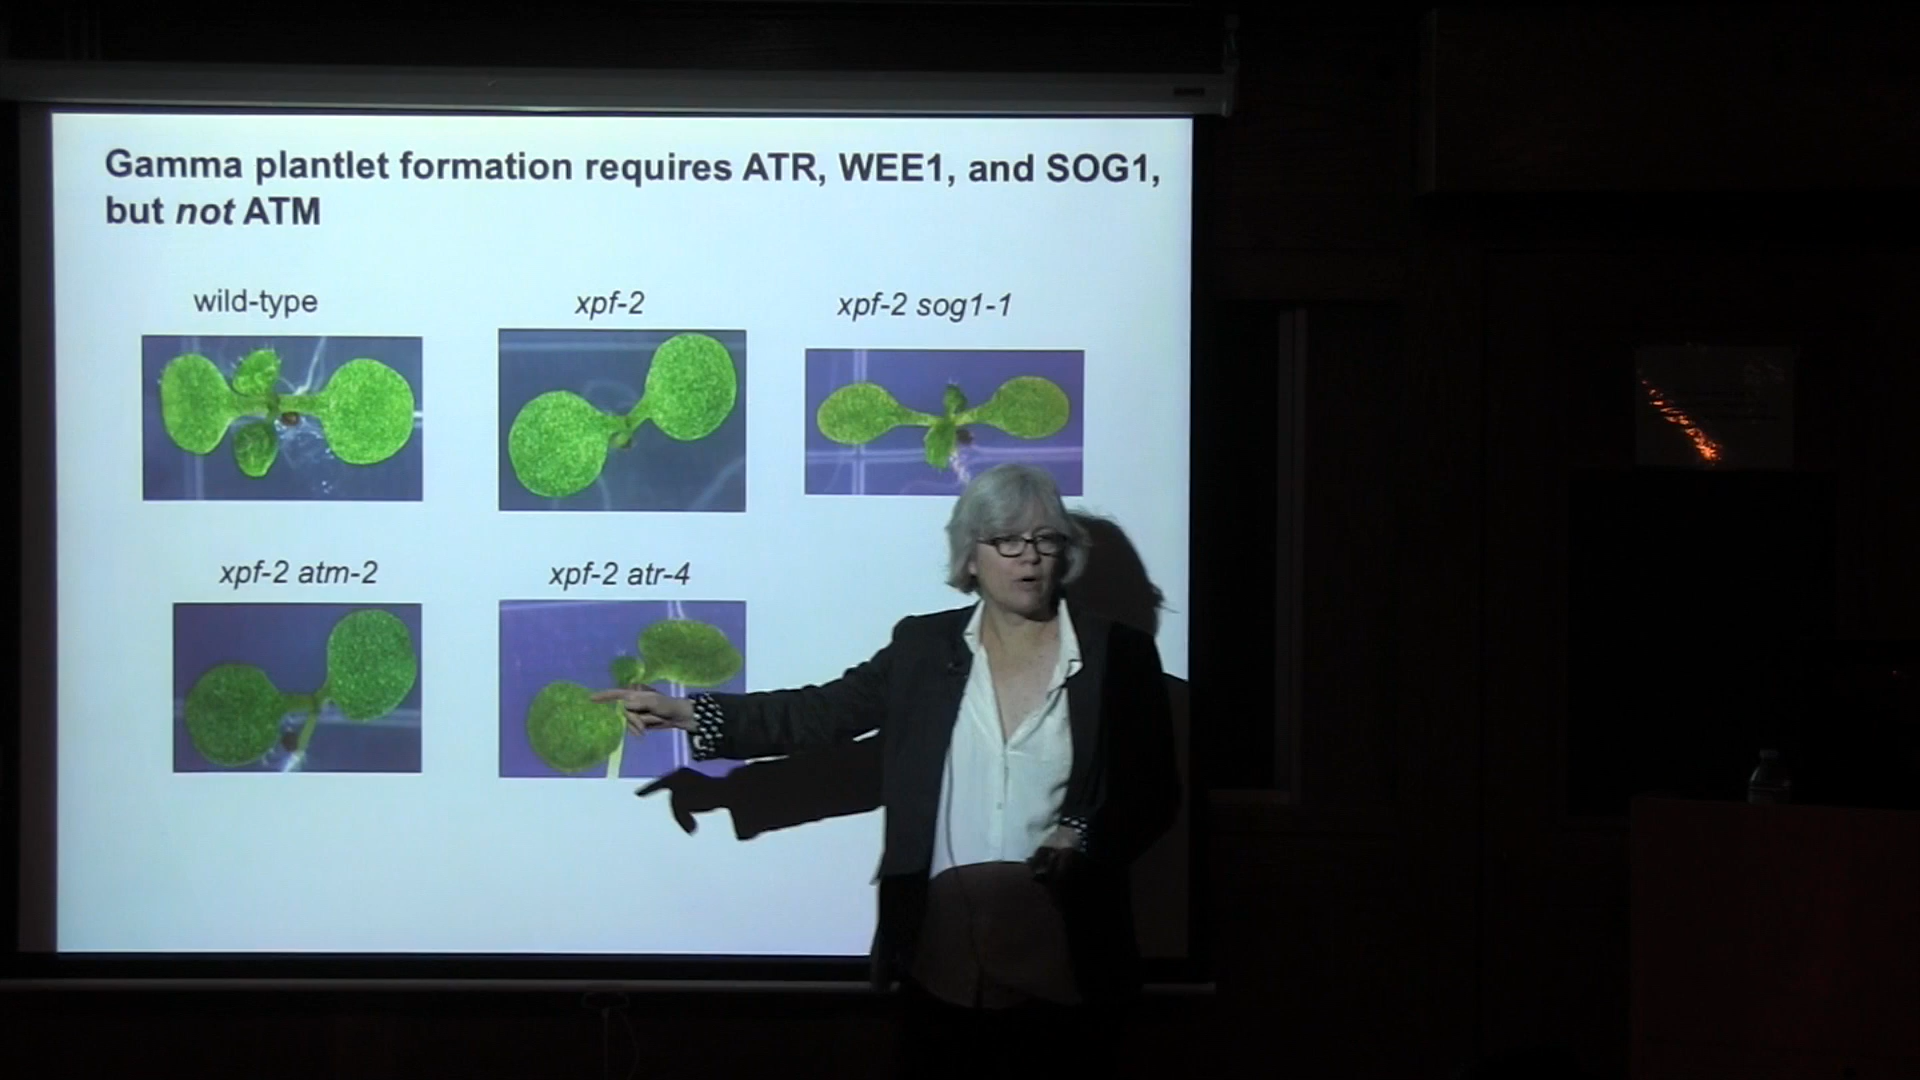 Gamma plantlet formation requires ATR, WEE1, and SOG1,
but not ATM
wild-type
xpf-2
xpf-2 sog1-1
xpf-2 atm-2
xpf-2 atr-4